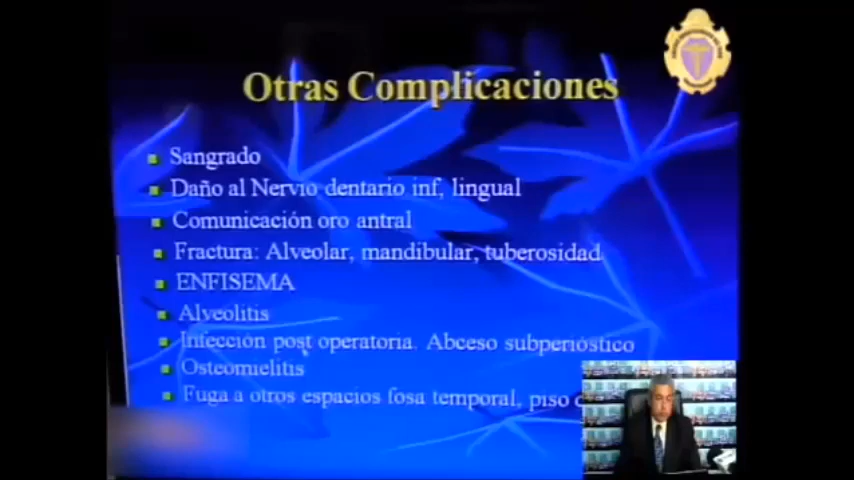 Otras Complicaciones
Sangrado
Daño al Nervio dentario inf, lingual
Comunicación oro antral
Fractura: Alveolar, mandibular, tuberosidad
ENFISEMA
Alveolitis
Infección post operatoria. Abceso subperióstico
Osteomielitis
Fuga a otros espacios fosa temporal, piso